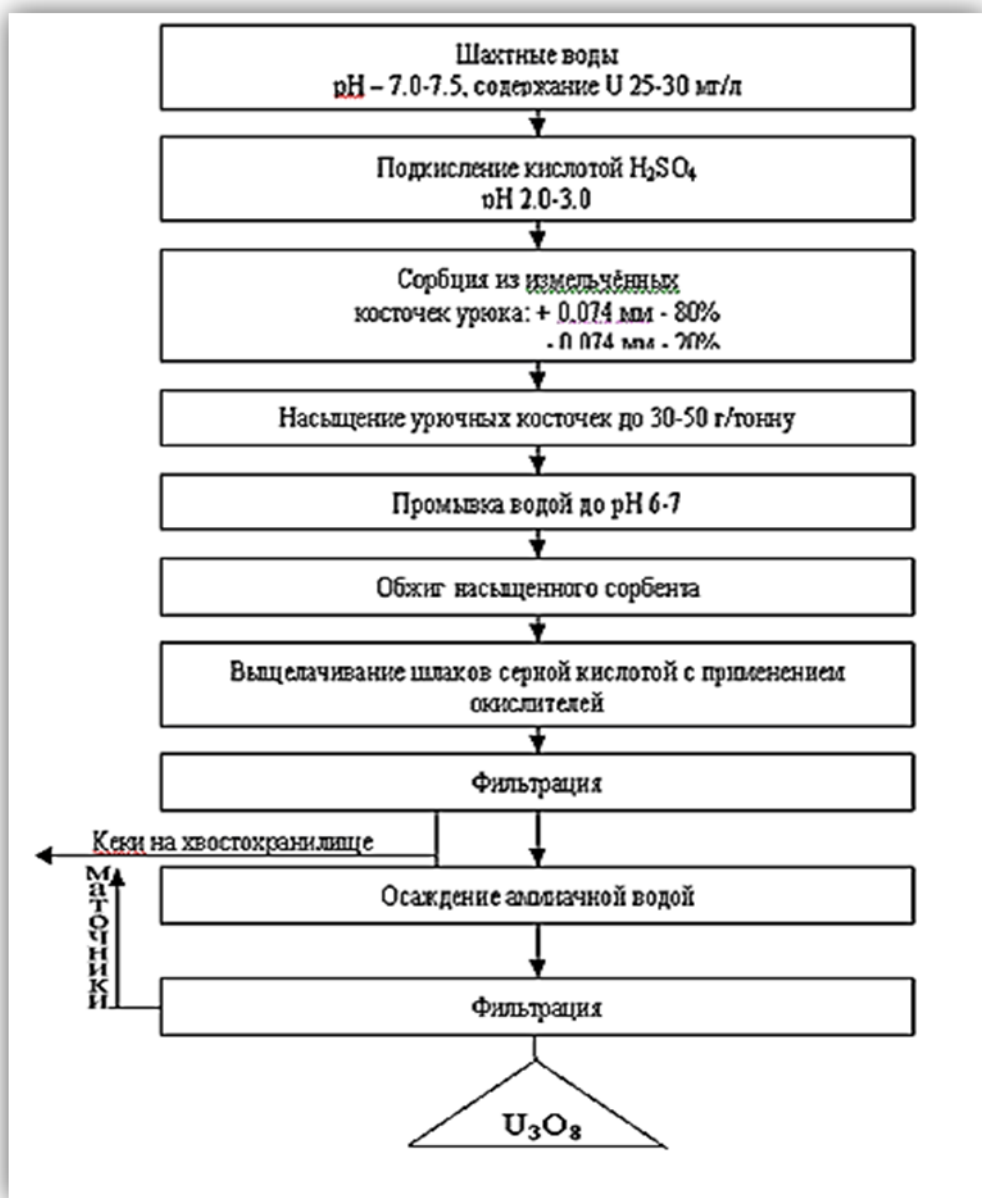 Шахтные воды
pH – 7.0-7.5, содержание U 25-30 мг/л
Подкисление кислотой H₂SO₄
pH 2.0-3.0
Сорбция из измельчённых
косточек урюка: + 0.074 мм - 80%
- 0.074 мм - 20%
Насыщение урючных косточек до 30-50 г/тонну
Промывка водой до pH 6-7
Обжиг насыщенного сорбента
Выщелачивание шлаков серной кислотой с применением
окислителей
Фильтрация
Кеки на хвостохранилище
Осаждение аммиачной водой
Маточники
Фильтрация
U₃O₈